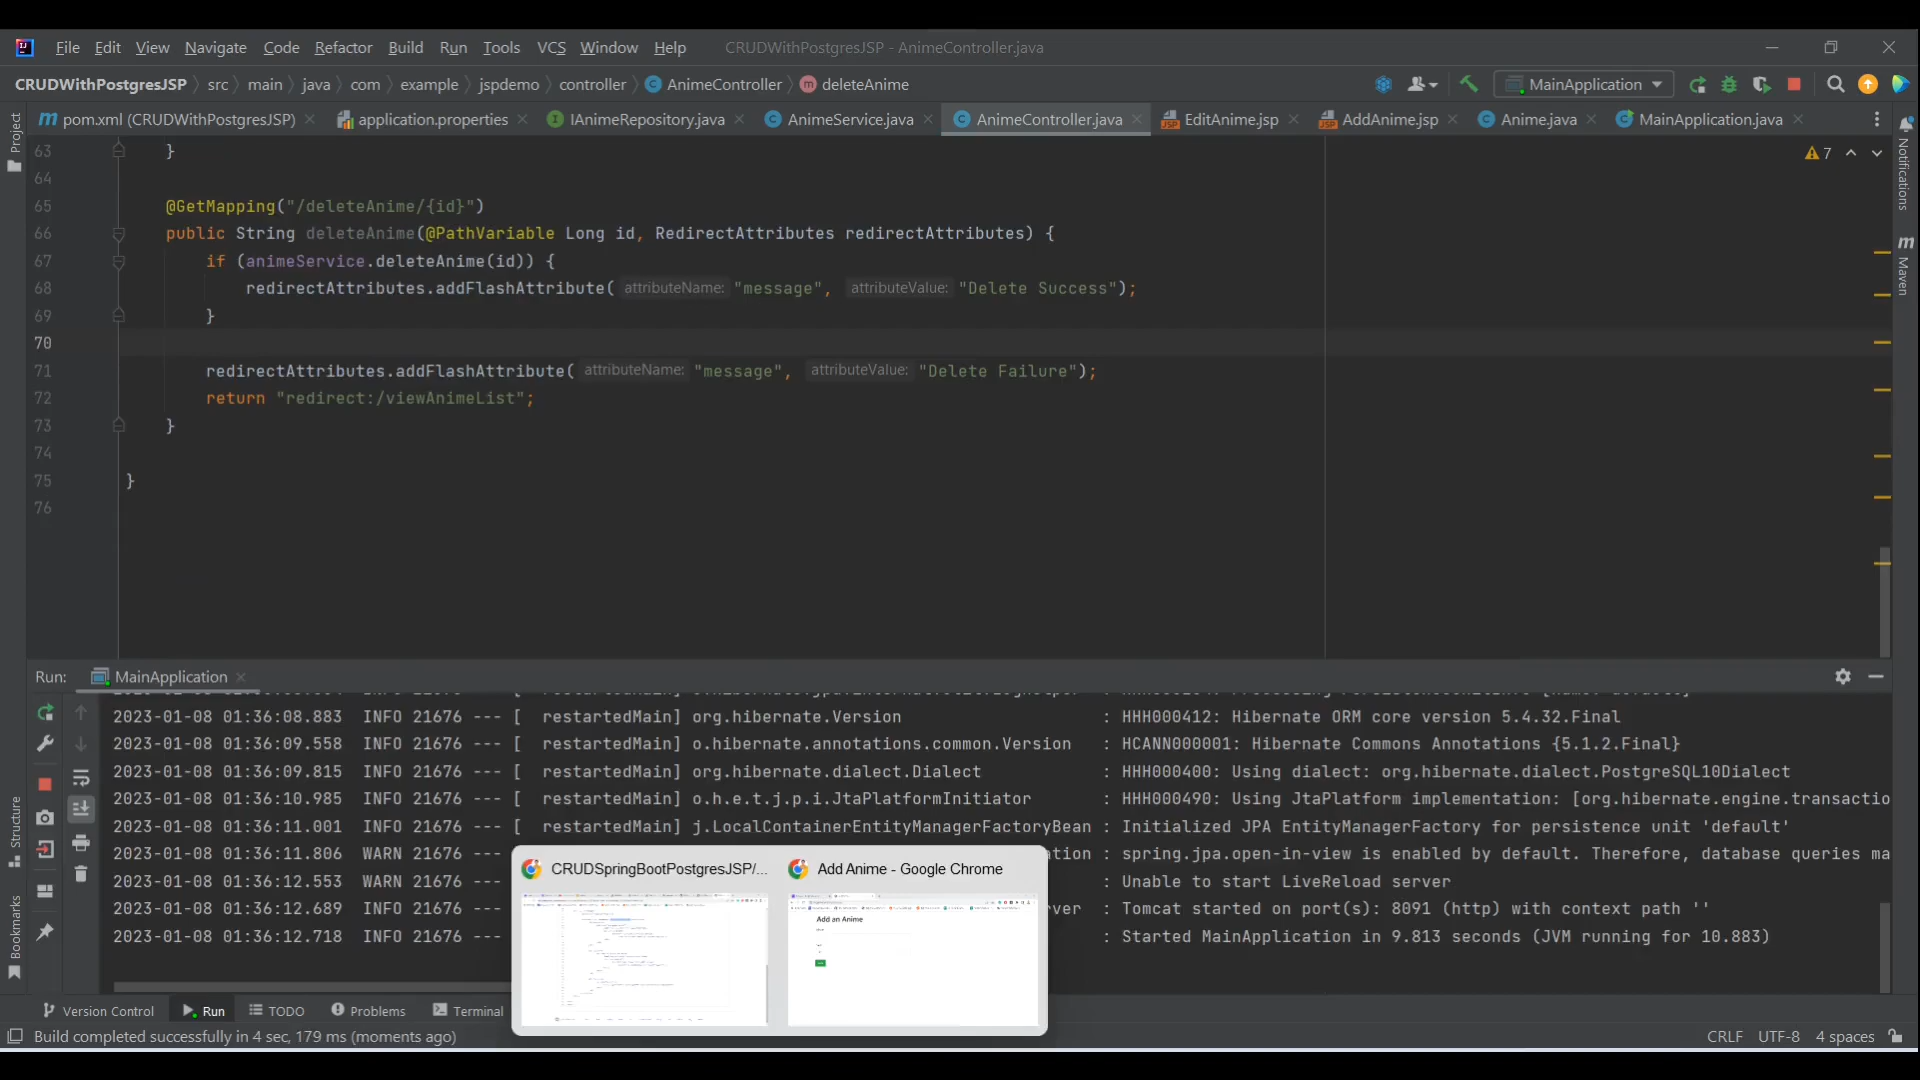 File Edit View Navigate Code Refactor Build Run Tools VCS Window Help CRUDWithPostgresJSP - AnimeController.java
CRUDWithPostgresJSP src main java com example jspdemo controller AnimeController deleteAnime MainApplication
pom.xml (CRUDWithPostgresJSP) application.properties IAnimeRepository.java AnimeService.java AnimeController.java EditAnime.jsp AddAnime.jsp Anime.java MainApplication.java
Project
Notifications
Maven
7
63 }
64
65 @GetMapping("/deleteAnime/{id}")
66 public String deleteAnime(@PathVariable Long id, RedirectAttributes redirectAttributes) {
67 if (animeService.deleteAnime(id)) {
68 redirectAttributes.addFlashAttribute( attributeName: "message", attributeValue: "Delete Success");
69 }
70
71 redirectAttributes.addFlashAttribute( attributeName: "message", attributeValue: "Delete Failure");
72 return "redirect:/viewAnimeList";
73 }
74
75 }
76
Run: MainApplication
2023-01-08 01:36:08.883 INFO 21676 --- [ restartedMain] org.hibernate.Version : HHH000412: Hibernate ORM core version 5.4.32.Final
2023-01-08 01:36:09.558 INFO 21676 --- [ restartedMain] o.hibernate.annotations.common.Version : HCANN000001: Hibernate Commons Annotations {5.1.2.Final}
2023-01-08 01:36:09.815 INFO 21676 --- [ restartedMain] org.hibernate.dialect.Dialect : HHH000400: Using dialect: org.hibernate.dialect.PostgreSQL10Dialect
2023-01-08 01:36:10.985 INFO 21676 --- [ restartedMain] o.h.e.t.j.p.i.JtaPlatformInitiator : HHH000490: Using JtaPlatform implementation: [org.hibernate.engine.transactio
2023-01-08 01:36:11.001 INFO 21676 --- [ restartedMain] j.LocalContainerEntityManagerFactoryBean : Initialized JPA EntityManagerFactory for persistence unit 'default'
2023-01-08 01:36:11.806 WARN 21676 --- [ ation : spring.jpa.open-in-view is enabled by default. Therefore, database queries ma
2023-01-08 01:36:12.553 WARN 21676 --- [ : Unable to start LiveReload server
2023-01-08 01:36:12.689 INFO 21676 --- [ rver : Tomcat started on port(s): 8091 (http) with context path ''
2023-01-08 01:36:12.718 INFO 21676 --- [ : Started MainApplication in 9.813 seconds (JVM running for 10.883)
CRUDSpringBootPostgresJSP/... Add Anime - Google Chrome
Add an Anime
Structure
Bookmarks
Version Control Run TODO Problems Terminal
Build completed successfully in 4 sec, 179 ms (moments ago) CRLF UTF-8 4 spaces